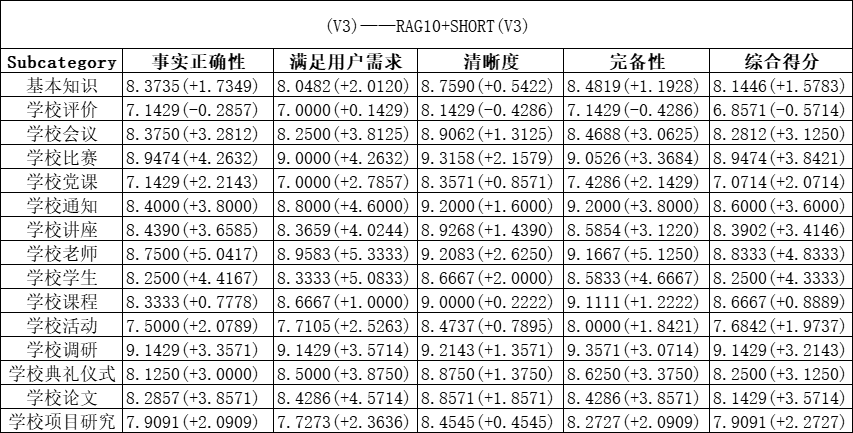 (V3)——RAG10+SHORT(V3)
Subcategory 事实正确性 满足用户需求 清晰度 完备性 综合得分
基本知识 8.3735(+1.7349) 8.0482(+2.0120) 8.7590(+0.5422) 8.4819(+1.1928) 8.1446(+1.5783)
学校评价 7.1429(-0.2857) 7.0000(+0.1429) 8.1429(-0.4286) 7.1429(-0.4286) 6.8571(-0.5714)
学校会议 8.3750(+3.2812) 8.2500(+3.8125) 8.9062(+1.3125) 8.4688(+3.0625) 8.2812(+3.1250)
学校比赛 8.9474(+4.2632) 9.0000(+4.2632) 9.3158(+2.1579) 9.0526(+3.3684) 8.9474(+3.8421)
学校党课 7.1429(+2.2143) 7.0000(+2.7857) 8.3571(+0.8571) 7.4286(+2.1429) 7.0714(+2.0714)
学校通知 8.4000(+3.8000) 8.8000(+4.6000) 9.2000(+1.6000) 9.2000(+3.8000) 8.6000(+3.6000)
学校讲座 8.4390(+3.6585) 8.3659(+4.0244) 8.9268(+1.4390) 8.5854(+3.1220) 8.3902(+3.4146)
学校老师 8.7500(+5.0417) 8.9583(+5.3333) 9.2083(+2.6250) 9.1667(+5.1250) 8.8333(+4.8333)
学校学生 8.2500(+4.4167) 8.3333(+5.0833) 8.6667(+2.0000) 8.5833(+4.6667) 8.2500(+4.3333)
学校课程 8.3333(+0.7778) 8.6667(+1.0000) 9.0000(+0.2222) 9.1111(+1.2222) 8.6667(+0.8889)
学校活动 7.5000(+2.0789) 7.7105(+2.5263) 8.4737(+0.7895) 8.0000(+1.8421) 7.6842(+1.9737)
学校调研 9.1429(+3.3571) 9.1429(+3.5714) 9.2143(+1.3571) 9.3571(+3.0714) 9.1429(+3.2143)
学校典礼仪式 8.1250(+3.0000) 8.5000(+3.8750) 8.8750(+1.3750) 8.6250(+3.3750) 8.2500(+3.1250)
学校论文 8.2857(+3.8571) 8.4286(+4.5714) 8.8571(+1.8571) 8.4286(+3.8571) 8.1429(+3.5714)
学校项目研究 7.9091(+2.0909) 7.7273(+2.3636) 8.4545(+0.4545) 8.2727(+2.0909) 7.9091(+2.2727)